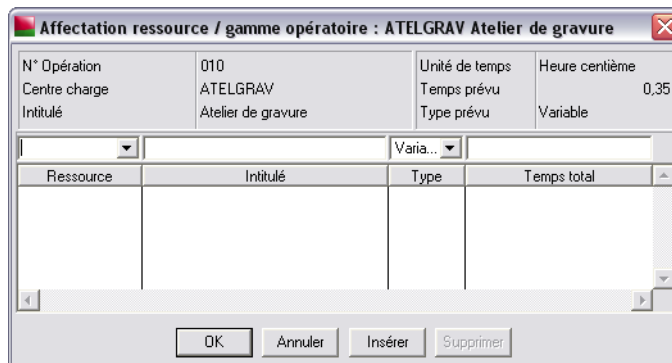 Affectation ressource / gamme opératoire : ATELGRAV Atelier de gravure
N° Opération 010 Unité de temps Heure centième
Centre charge ATELGRAV Temps prévu 0,35
Intitulé Atelier de gravure Type prévu Variable
Varia...
Ressource Intitulé Type Temps total
OK Annuler Insérer Supprimer